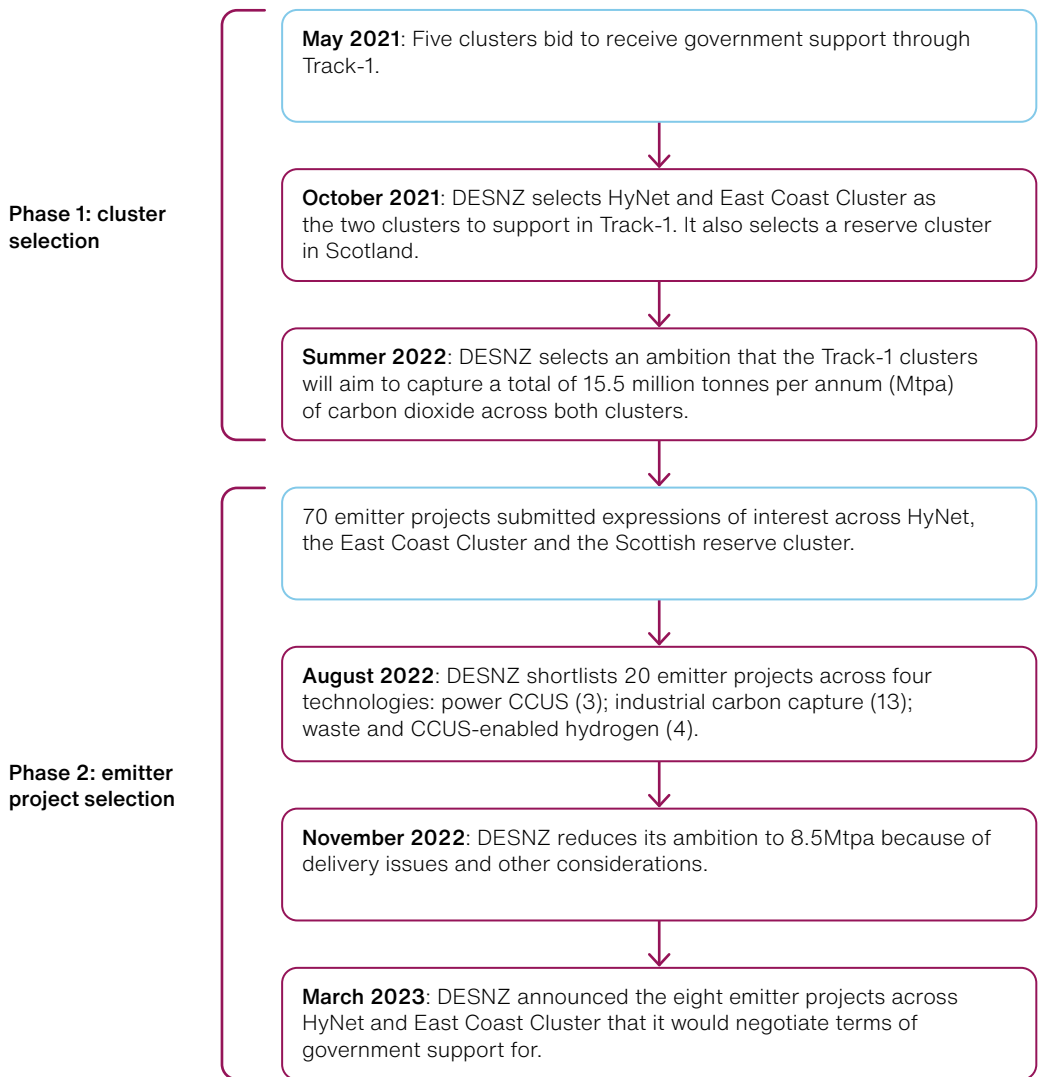 May 2021: Five clusters bid to receive government support through
Track-1.
Phase 1: cluster
selection
October 2021: DESNZ selects HyNet and East Coast Cluster as
the two clusters to support in Track-1. It also selects a reserve cluster
in Scotland.
Summer 2022: DESNZ selects an ambition that the Track-1 clusters
will aim to capture a total of 15.5 million tonnes per annum (Mtpa)
of carbon dioxide across both clusters.
70 emitter projects submitted expressions of interest across HyNet,
the East Coast Cluster and the Scottish reserve cluster.
August 2022: DESNZ shortlists 20 emitter projects across four
technologies: power CCUS (3); industrial carbon capture (13);
waste and CCUS-enabled hydrogen (4).
Phase 2: emitter
project selection
November 2022: DESNZ reduces its ambition to 8.5Mtpa because of
delivery issues and other considerations.
March 2023: DESNZ announced the eight emitter projects across
HyNet and East Coast Cluster that it would negotiate terms of
government support for.